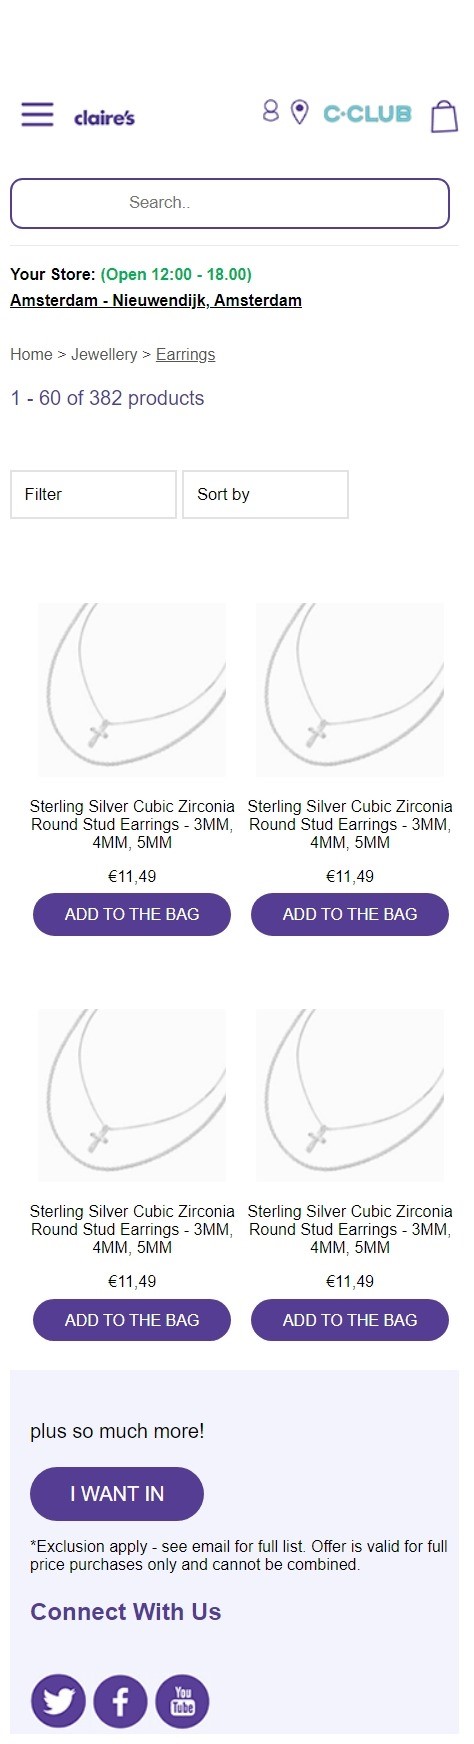 claire's
C·CLUB
Search..
Your Store: (Open 12:00 - 18.00)
Amsterdam - Nieuwendijk, Amsterdam
Home > Jewellery > Earrings
1 - 60 of 382 products
Filter
Sort by
Sterling Silver Cubic Zirconia
Round Stud Earrings - 3MM,
4MM, 5MM
€11,49
ADD TO THE BAG
Sterling Silver Cubic Zirconia
Round Stud Earrings - 3MM,
4MM, 5MM
€11,49
ADD TO THE BAG
Sterling Silver Cubic Zirconia
Round Stud Earrings - 3MM,
4MM, 5MM
€11,49
ADD TO THE BAG
Sterling Silver Cubic Zirconia
Round Stud Earrings - 3MM,
4MM, 5MM
€11,49
ADD TO THE BAG
plus so much more!
I WANT IN
*Exclusion apply - see email for full list. Offer is valid for full
price purchases only and cannot be combined.
Connect With Us
You
Tube